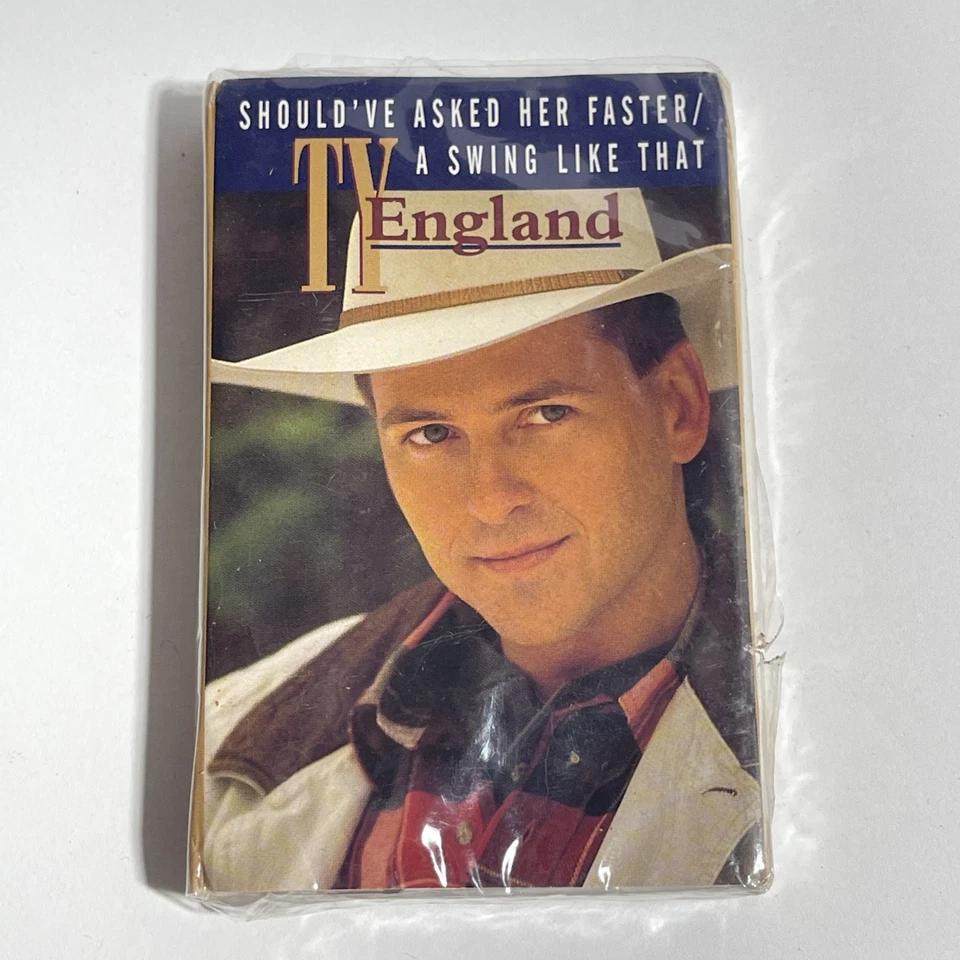 SHOULD'VE ASKED HER FASTER/
A SWING LIKE THAT
TY England